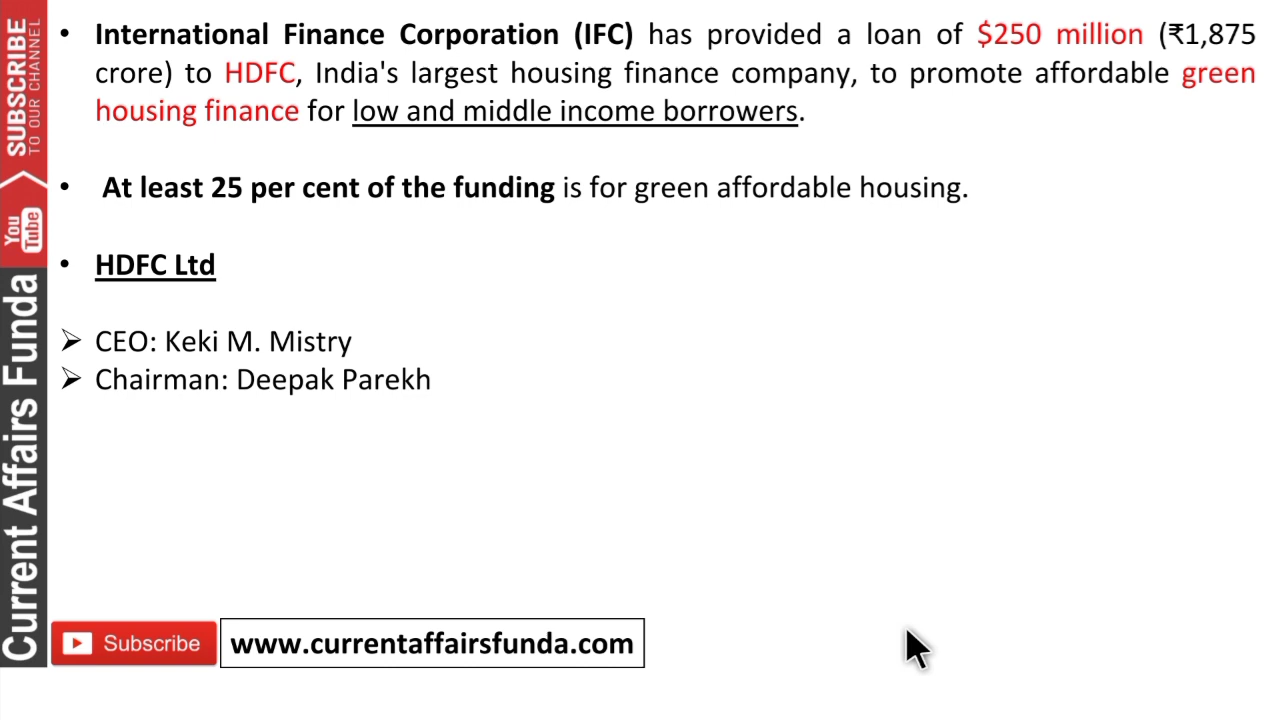 • International Finance Corporation (IFC) has provided a loan of $250 million (₹1,875
crore) to HDFC, India's largest housing finance company, to promote affordable green
housing finance for low and middle income borrowers.
• At least 25 per cent of the funding is for green affordable housing.
• HDFC Ltd
➢ CEO: Keki M. Mistry
➢ Chairman: Deepak Parekh
SUBSCRIBE
TO OUR CHANNEL
You
Tube
Current Affairs Funda
Subscribe
www.currentaffairsfunda.com